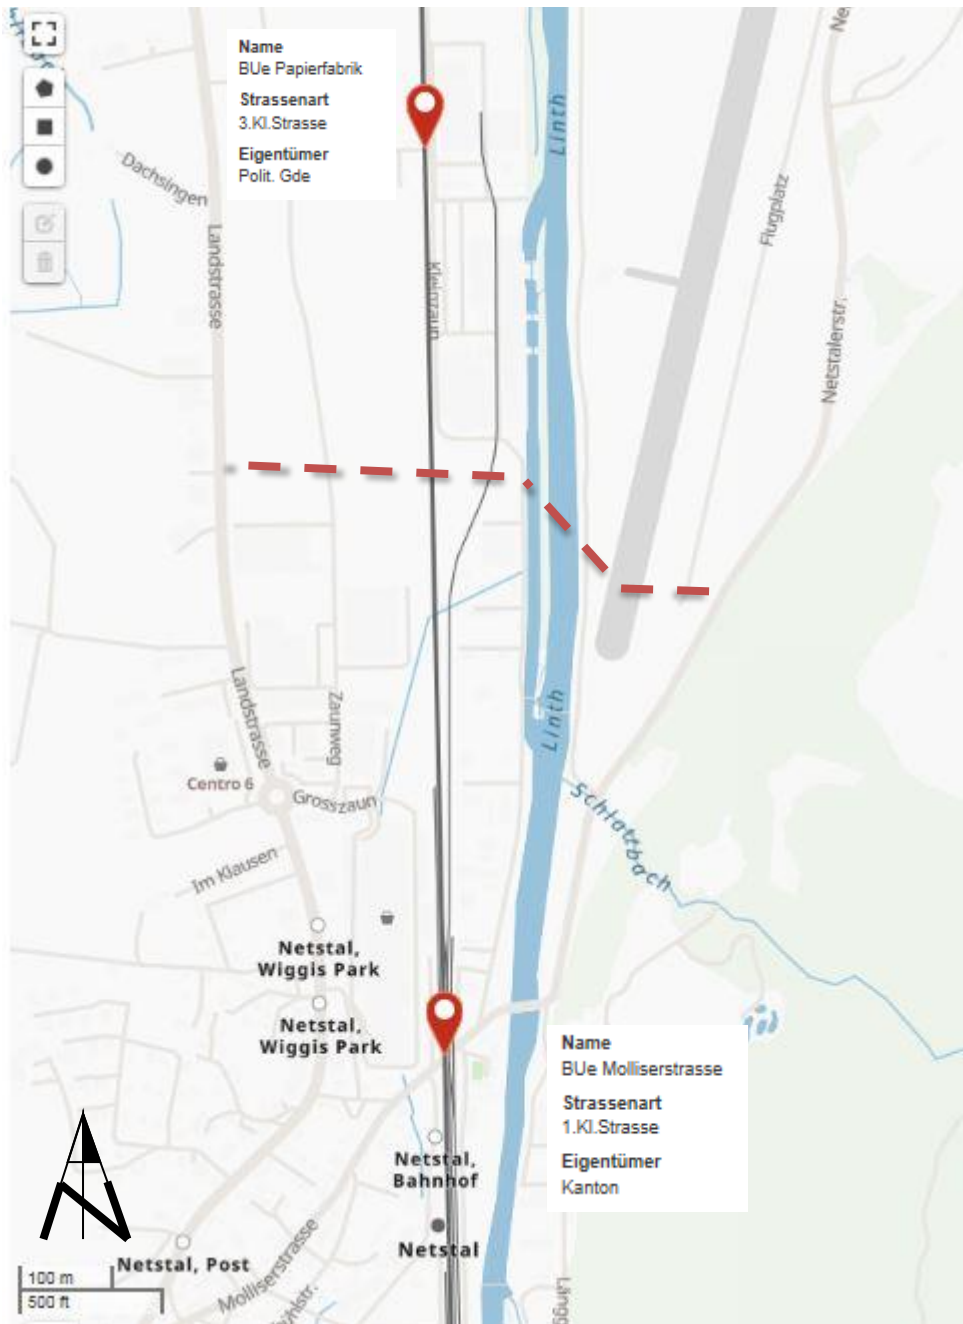 Name
BUe Papierfabrik
Strassenart
3.Kl.Strasse
Eigentümer
Polit. Gde
Dachsingen
Landstrasse
Kleinzaun
Linth
Flugplatz
Netstalerstr.
Landstrasse
Zaunweg
Linth
Centro 6
Grosszaun
Schlattbach
Im Klausen
Netstal,
Wiggis Park
Netstal,
Wiggis Park
Name
BUe Molliserstrasse
Strassenart
1.Kl.Strasse
Eigentümer
Kanton
Netstal,
Bahnhof
Netstal
Netstal, Post
Molliserstrasse
100 m
500 ft